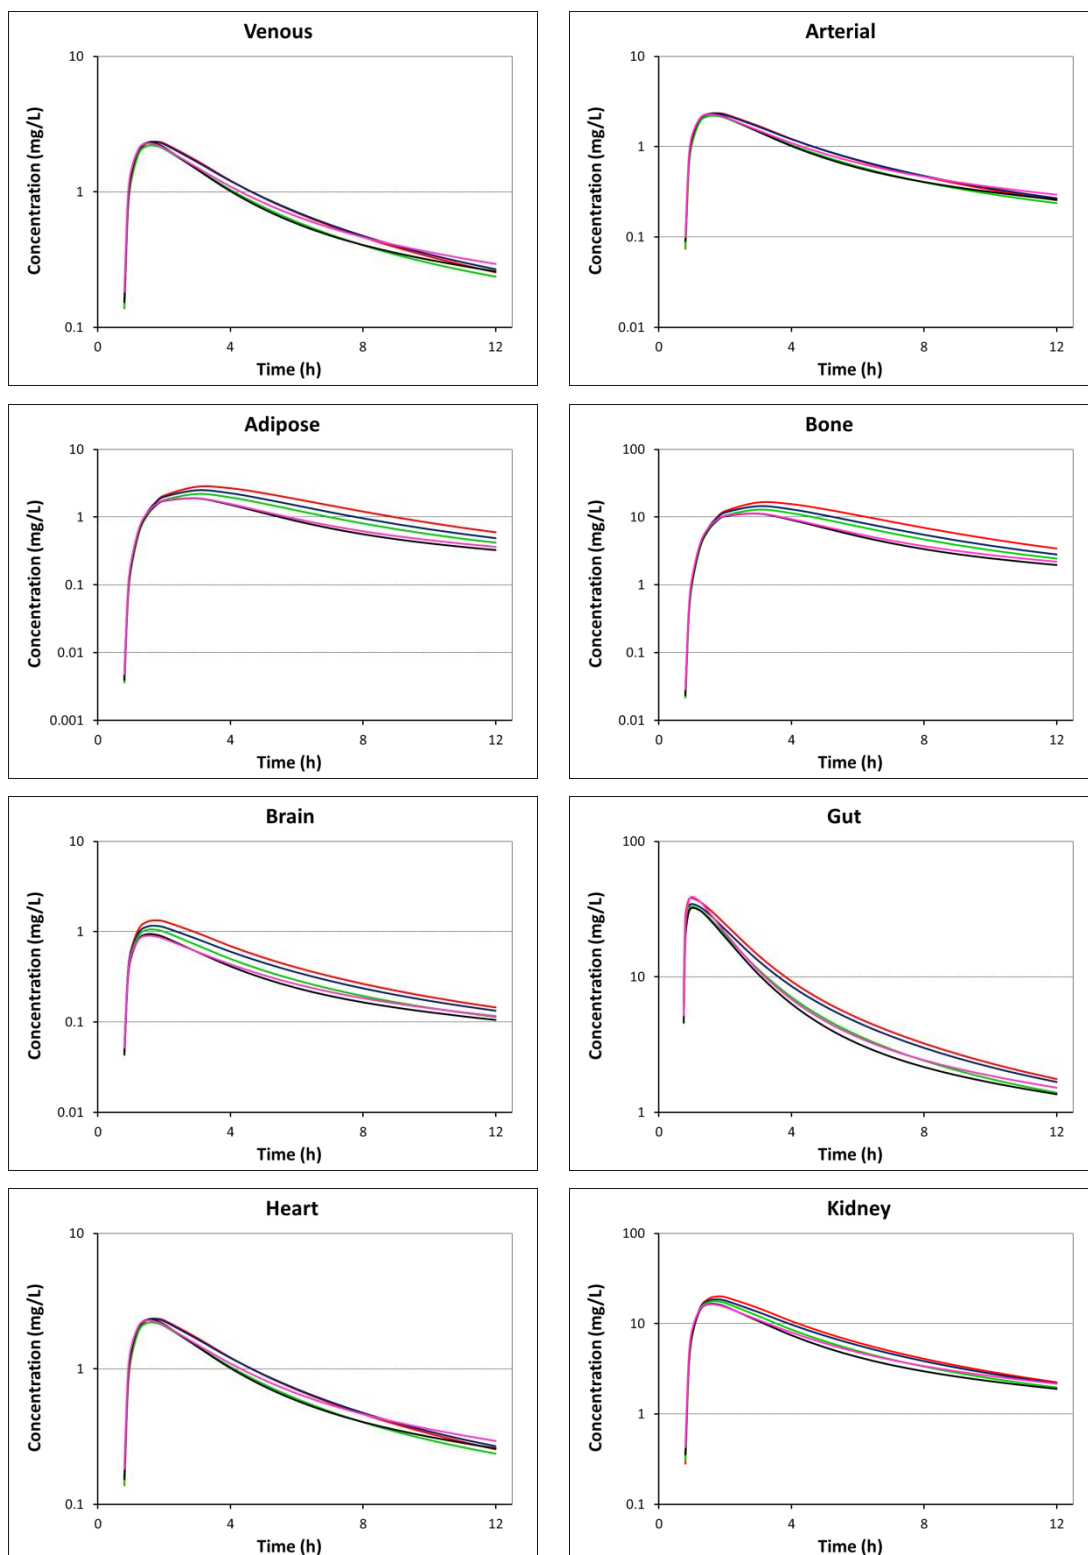 Venous
Concentration (mg/L)
10
1
0.1
0
4
8
12
Time (h)
Arterial
Concentration (mg/L)
10
1
0.1
0.01
0
4
8
12
Time (h)
Adipose
Concentration (mg/L)
10
1
0.1
0.01
0.001
0
4
8
12
Time (h)
Bone
Concentration (mg/L)
100
10
1
0.1
0.01
0
4
8
12
Time (h)
Brain
Concentration (mg/L)
10
1
0.1
0.01
0
4
8
12
Time (h)
Gut
Concentration (mg/L)
100
10
1
0
4
8
12
Time (h)
Heart
Concentration (mg/L)
10
1
0.1
0
4
8
12
Time (h)
Kidney
Concentration (mg/L)
100
10
1
0.1
0
4
8
12
Time (h)